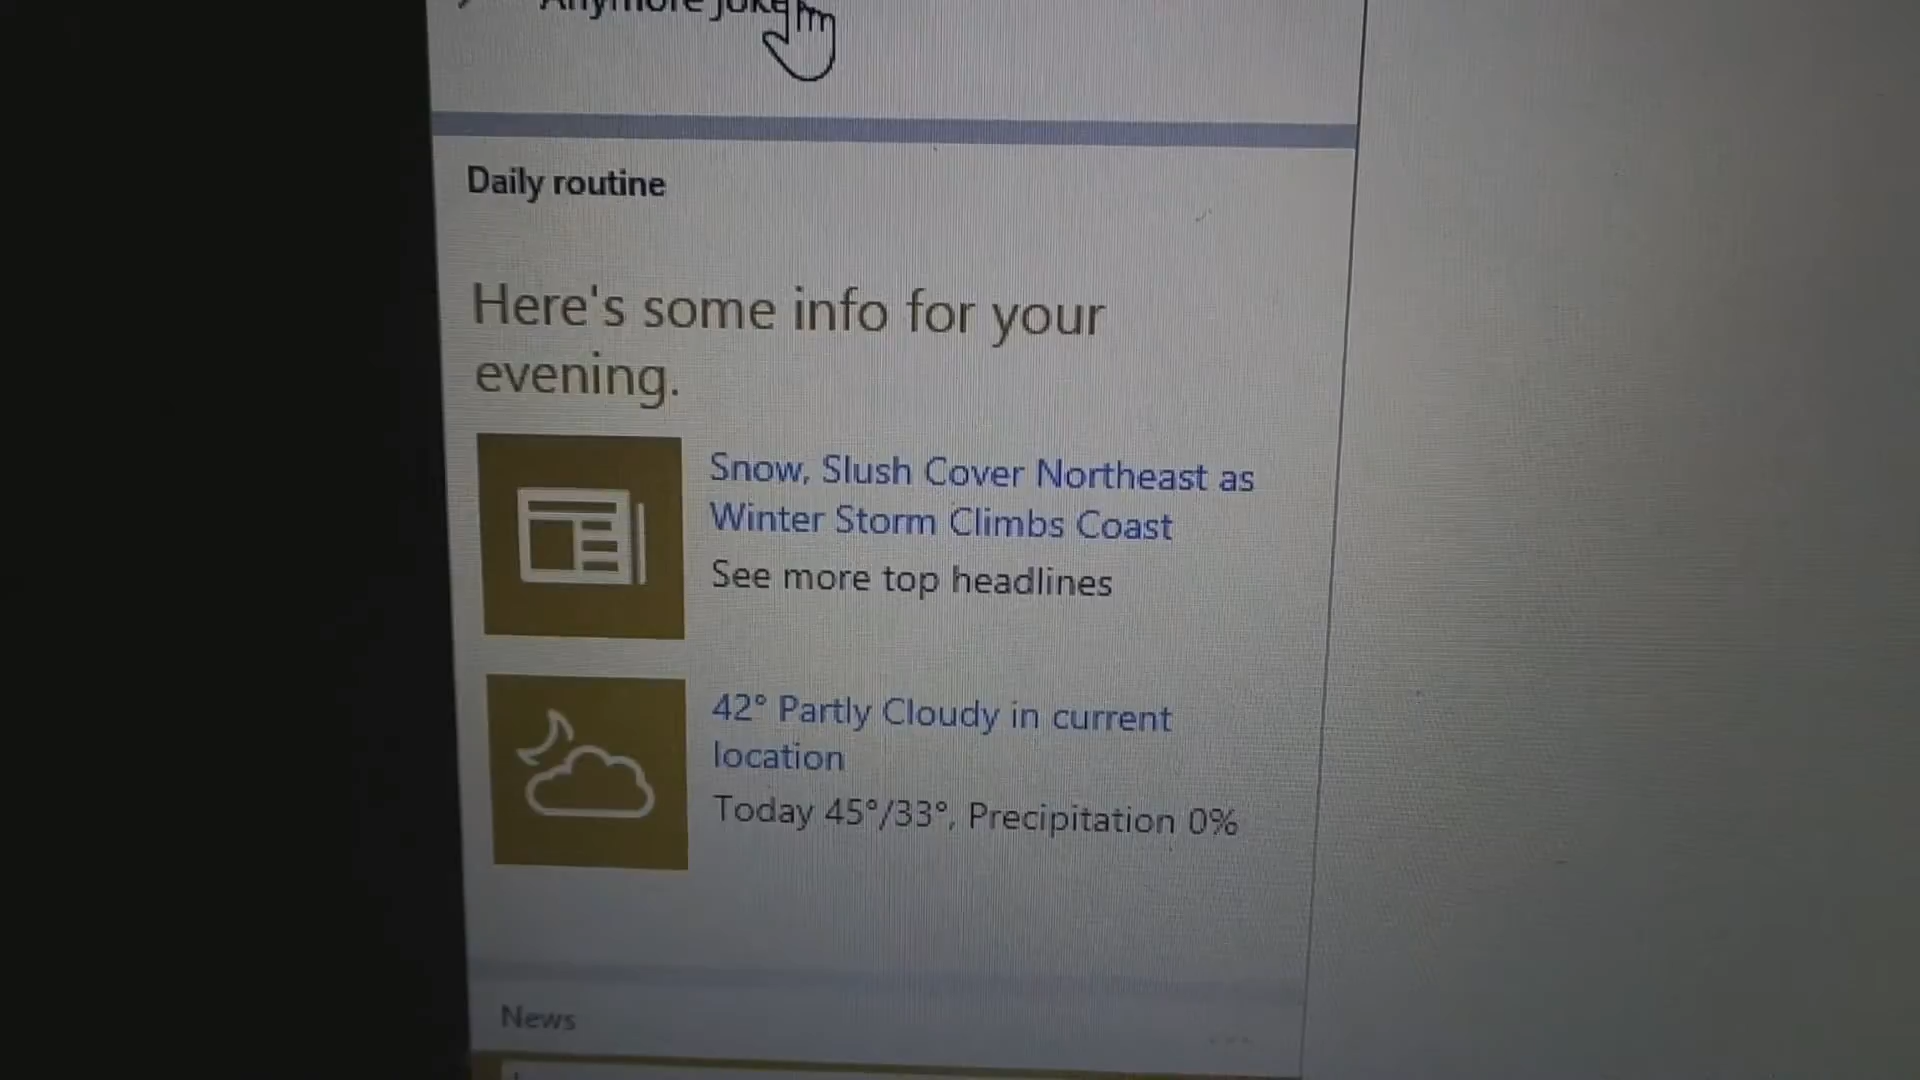 Anymore
Daily routine
Here's some info for your
evening.
Snow, Slush Cover Northeast as
Winter Storm Climbs Coast
See more top headlines
42° Partly Cloudy in current
location
Today 45°/33°, Precipitation 0%
News